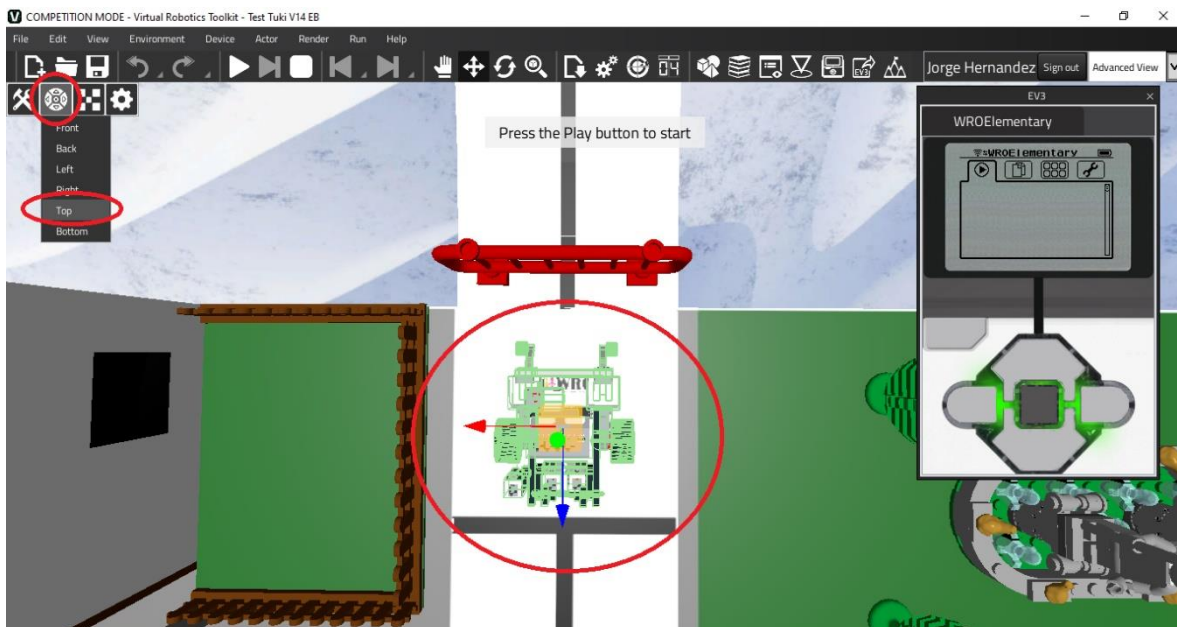 COMPETITION MODE - Virtual Robotics Toolkit - Test Tuki V14 EB
File Edit View Environment Device Actor Render Run Help
Jorge Hernandez Sign out Advanced View
EV3
WROElementary
Press the Play button to start
WROElementary
Front
Back
Left
Right
Top
Bottom
WRO